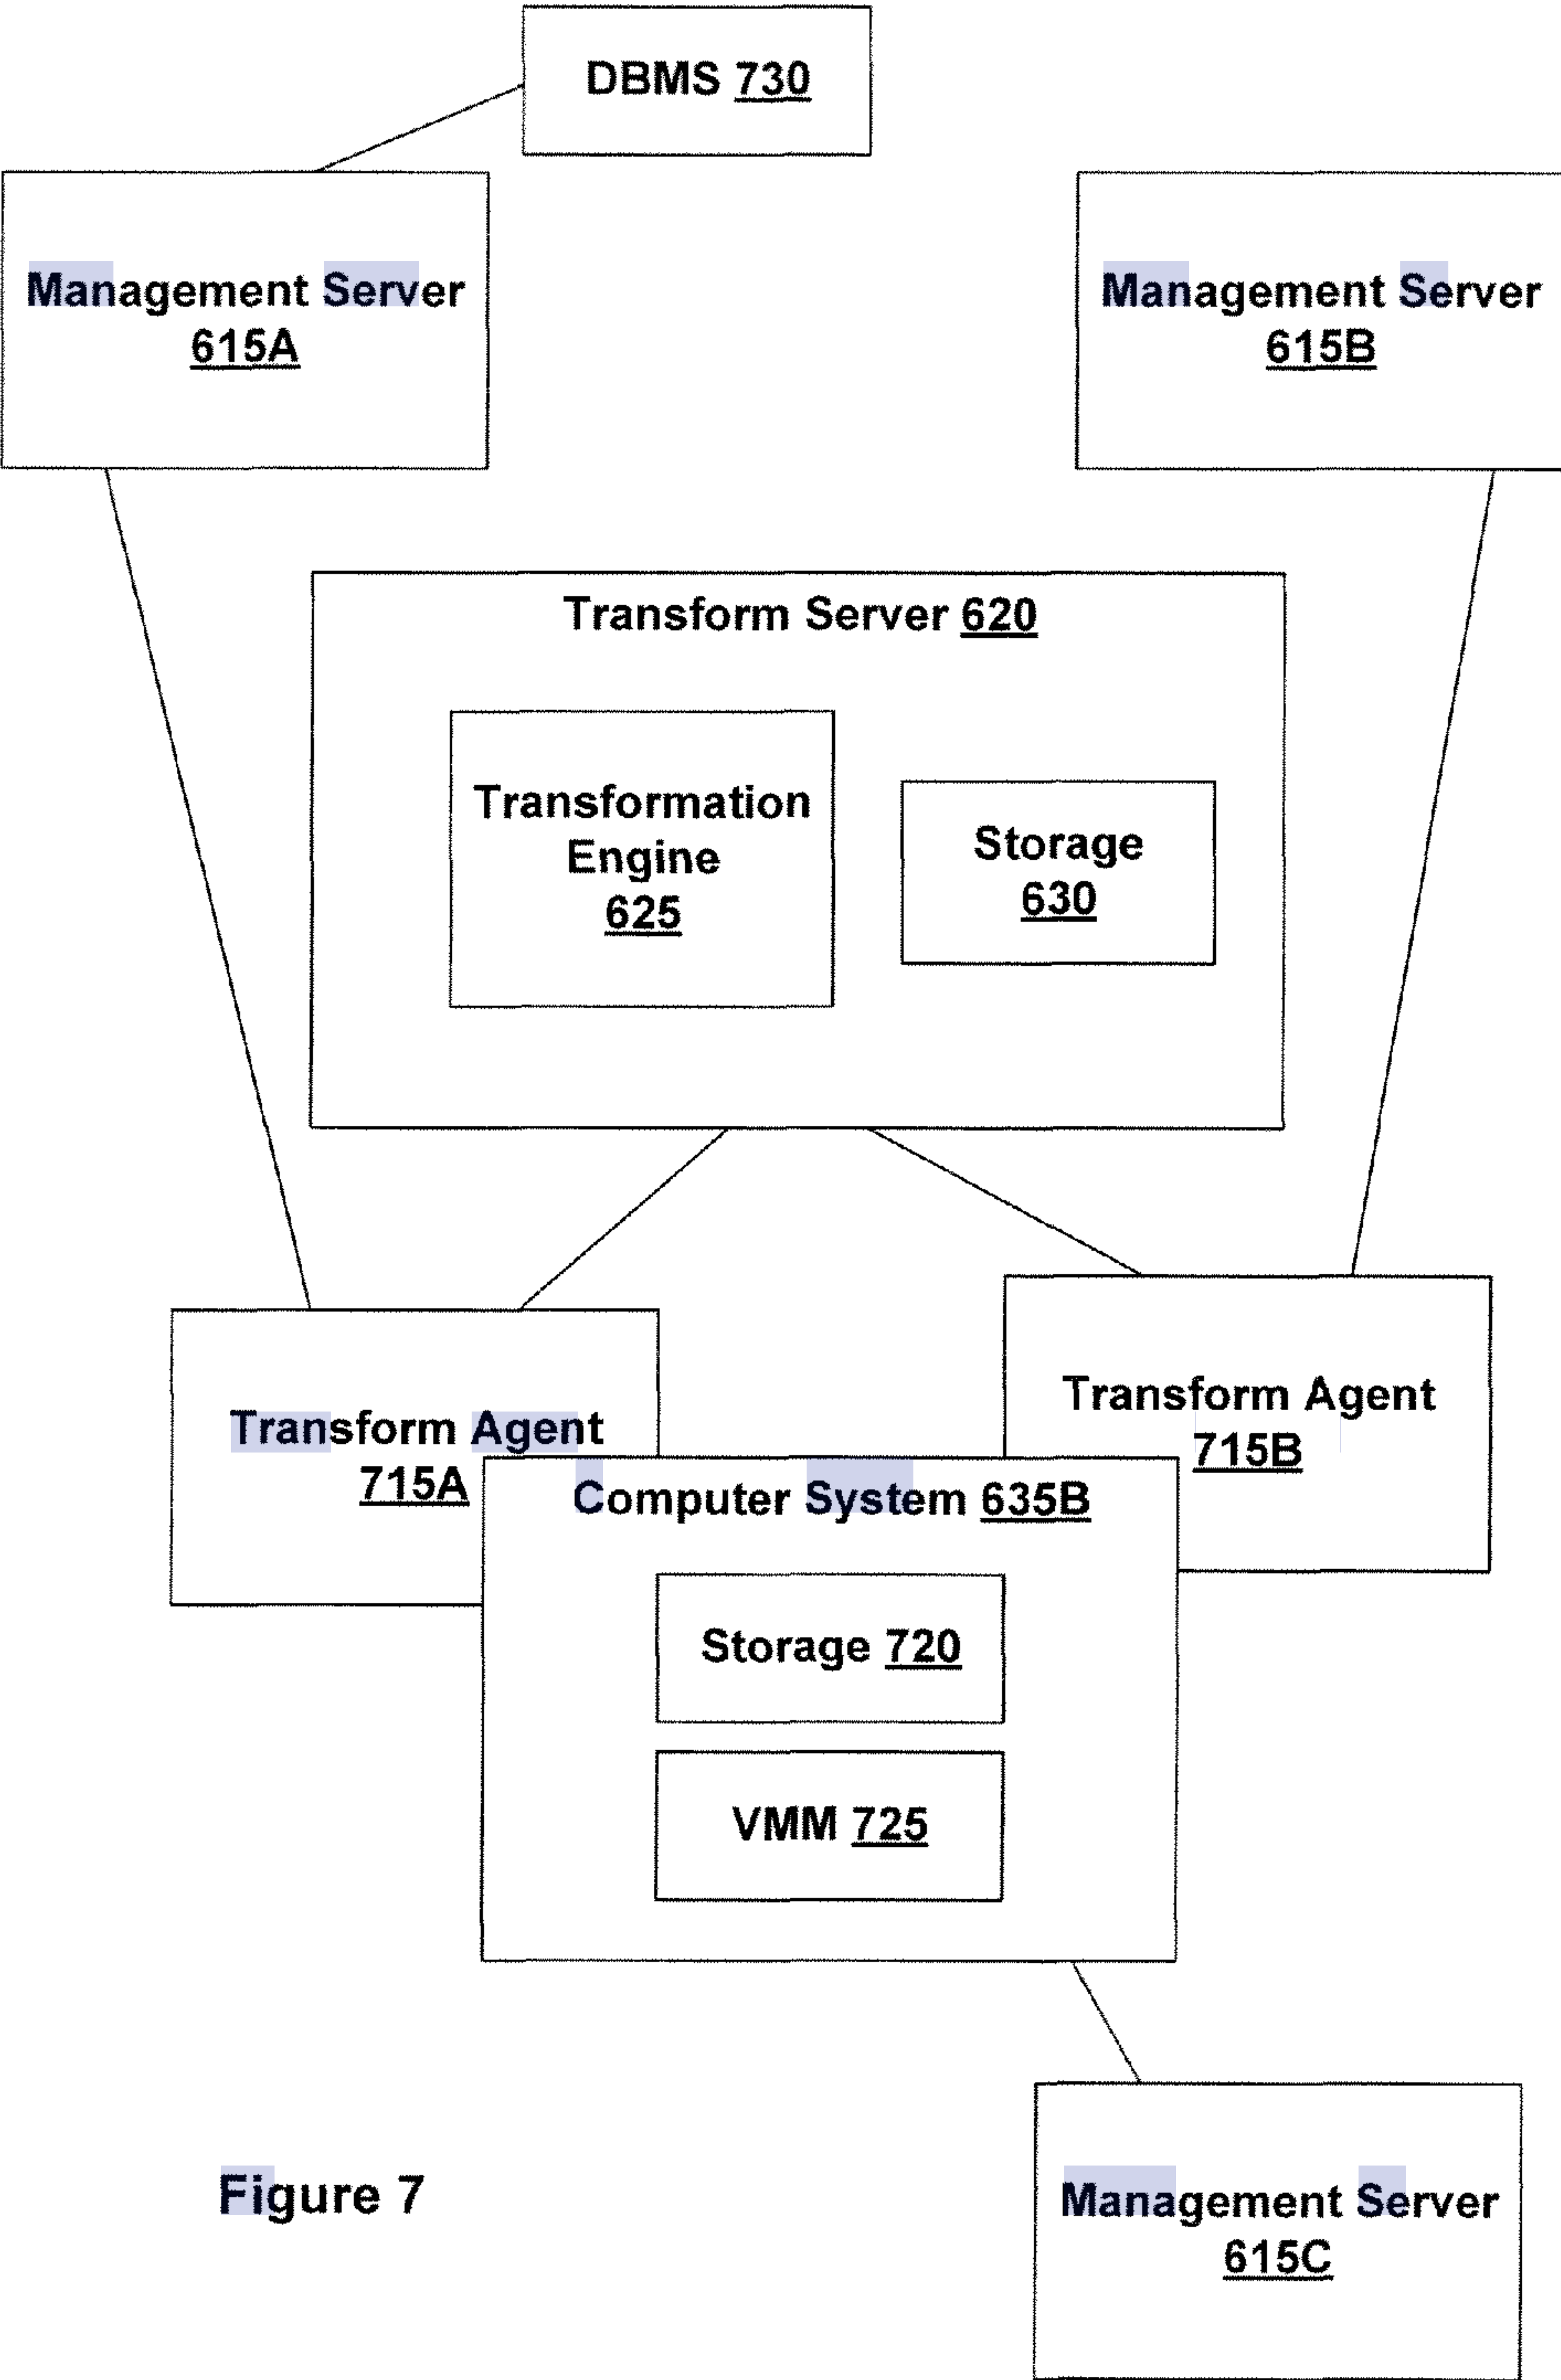 DBMS 730
Management Server
615A
Management Server
615B
Transform Server 620
Transformation
Engine
625
Storage
630
Transform Agent
715A
Transform Agent
715B
Computer System 635B
Storage 720
VMM 725
Figure 7
Management Server
615C